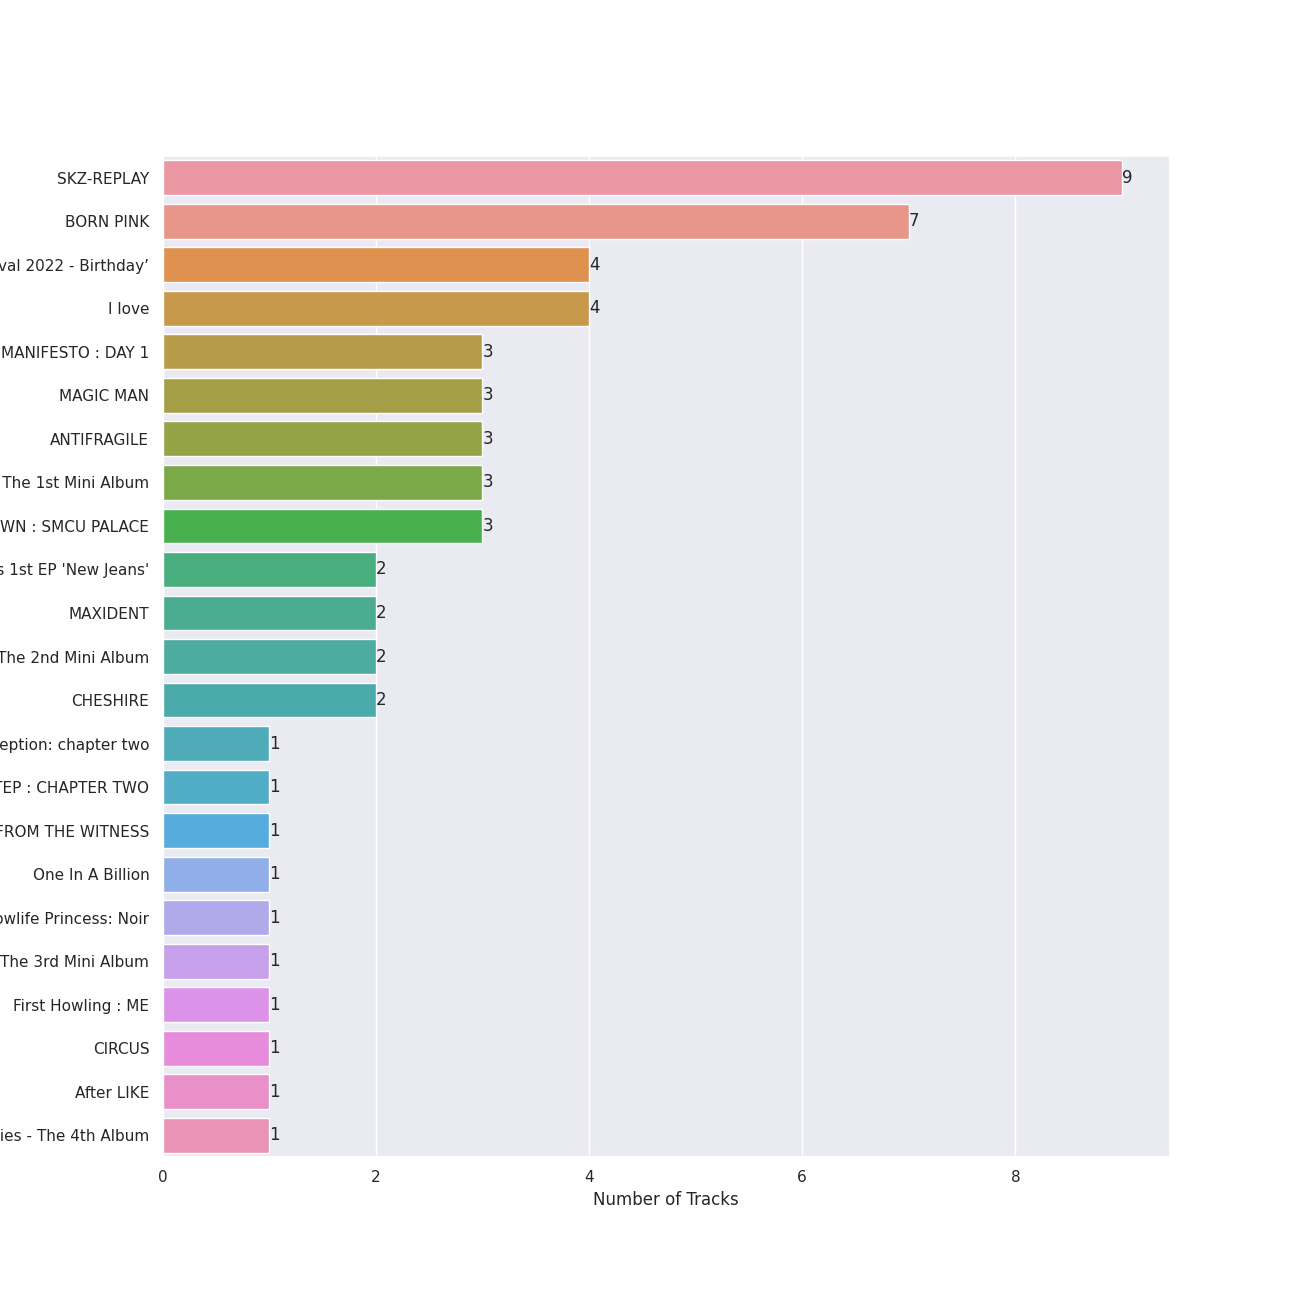 SKZ-REPLAY 9
BORN PINK 7
val 2022 - Birthday’ 4
I love 4
MANIFESTO : DAY 1 3
MAGIC MAN 3
ANTIFRAGILE 3
The 1st Mini Album 3
WN : SMCU PALACE 3
s 1st EP 'New Jeans' 2
MAXIDENT 2
The 2nd Mini Album 2
CHESHIRE 2
eption: chapter two 1
TEP : CHAPTER TWO 1
FROM THE WITNESS 1
One In A Billion 1
owlife Princess: Noir 1
The 3rd Mini Album 1
First Howling : ME 1
CIRCUS 1
After LIKE 1
ies - The 4th Album 1
0 2 4 6 8
Number of Tracks